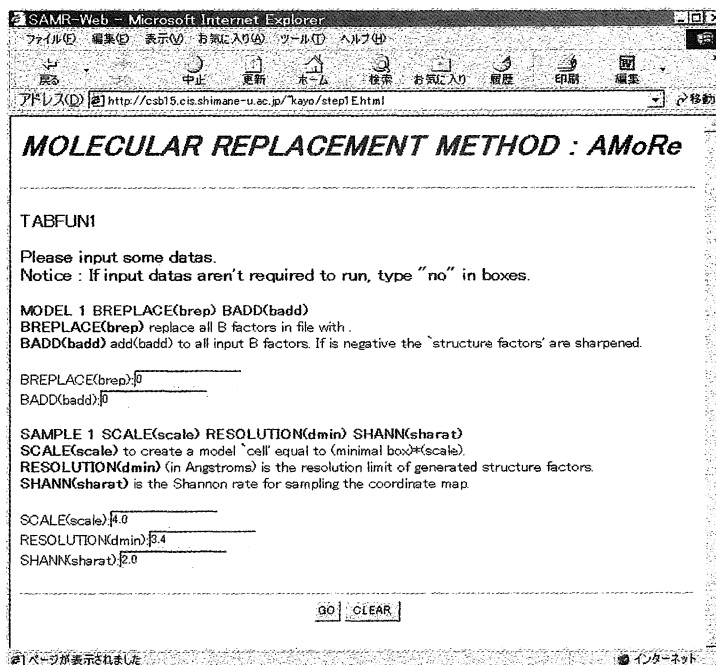 SAMR-Web - Microsoft Internet Explorer
ファイル(F) 編集(E) 表示(V) お気に入り(A) ツール(T) ヘルプ(H)
戻る 中止 更新 ホーム 検索 お気に入り 履歴 印刷 編集
アドレス(D) http://csb15.cis.shimane-u.ac.jp/~kayo/step1E.html 移動
MOLECULAR REPLACEMENT METHOD : AMoRe
TABFUN1
Please input some datas.
Notice : If input datas aren't required to run, type "no" in boxes.
MODEL 1 BREPLACE(brep) BADD(badd)
BREPLACE(brep) replace all B factors in file with .
BADD(badd) add(badd) to all input B factors. If is negative the `structure factors' are sharpened.
BREPLACE(brep): 0
BADD(badd): 0
SAMPLE 1 SCALE(scale) RESOLUTION(dmin) SHANN(sharat)
SCALE(scale) to create a model `cell' equal to (minimal box)*(scale).
RESOLUTION(dmin) (in Angstroms) is the resolution limit of generated structure factors.
SHANN(sharat) is the Shannon rate for sampling the coordinate map.
SCALE(scale): 4.0
RESOLUTION(dmin): 3.4
SHANN(sharat): 2.0
GO CLEAR
ページが表示されました インターネット